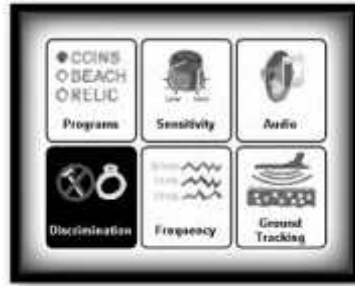 COINS
BEACH
RELIC
Programs
Sensitivity
Audio
Discrimination
Frequency
Ground
Tracking